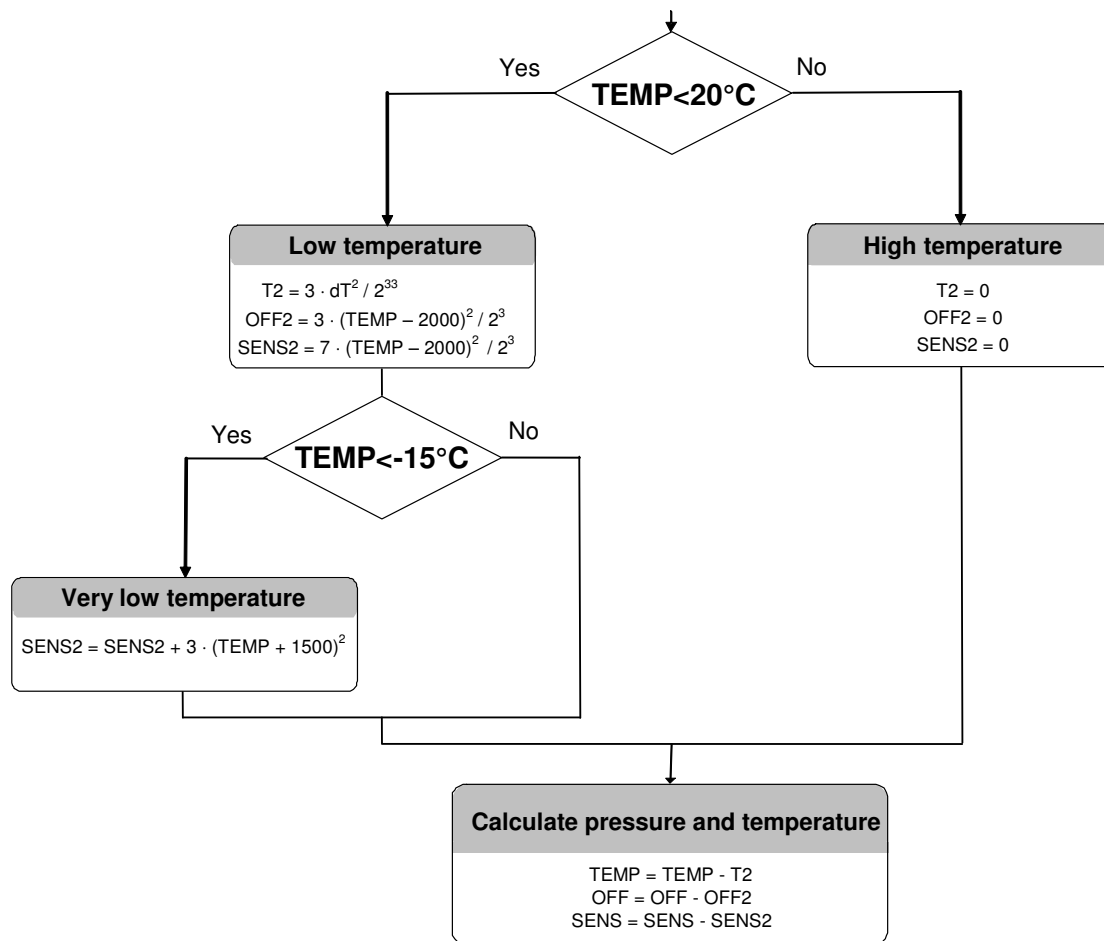 Yes
No
TEMP<20°C
Low temperature
T2 = 3 · dT² / 2³³
OFF2 = 3 · (TEMP – 2000)² / 2³
SENS2 = 7 · (TEMP – 2000)² / 2³
High temperature
T2 = 0
OFF2 = 0
SENS2 = 0
Yes
No
TEMP<-15°C
Very low temperature
SENS2 = SENS2 + 3 · (TEMP + 1500)²
Calculate pressure and temperature
TEMP = TEMP - T2
OFF = OFF - OFF2
SENS = SENS - SENS2